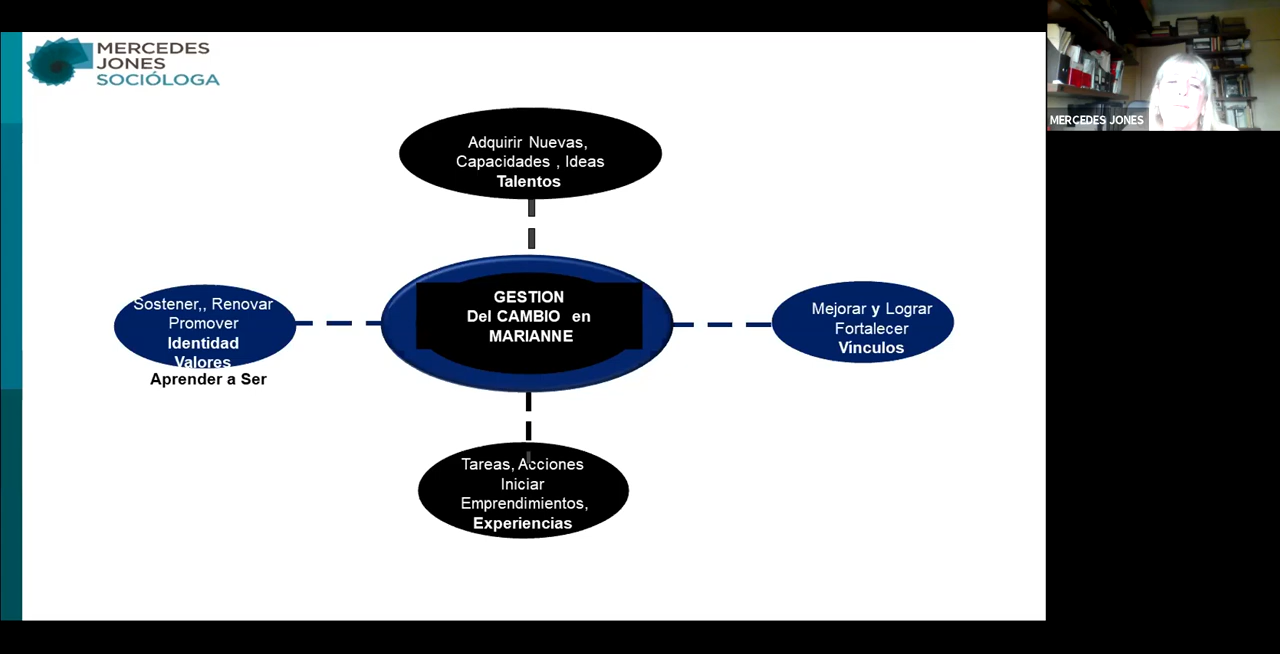 MERCEDES
JONES
SOCIÓLOGA
MERCEDES JONES
Adquirir Nuevas,
Capacidades , Ideas
Talentos
GESTION
Del CAMBIO en
MARIANNE
Sostener,, Renovar
Promover
Identidad
Valores
Aprender a Ser
Mejorar y Lograr
Fortalecer
Vínculos
Tareas, Acciones
Iniciar
Emprendimientos,
Experiencias